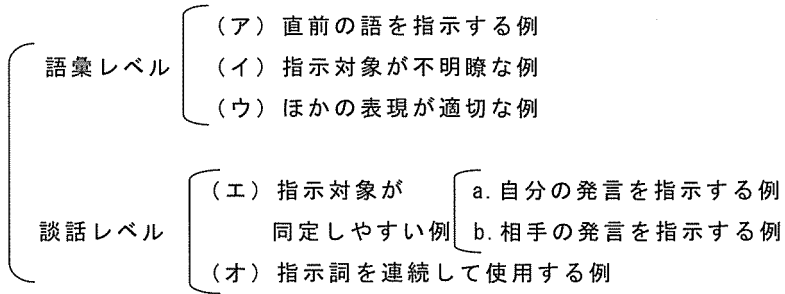 (ア) 直前の語を指示する例
語彙レベル (イ) 指示対象が不明瞭な例
(ウ) ほかの表現が適切な例
(エ) 指示対象が a.自分の発言を指示する例
談話レベル 同定しやすい例 b.相手の発言を指示する例
(オ) 指示詞を連続して使用する例